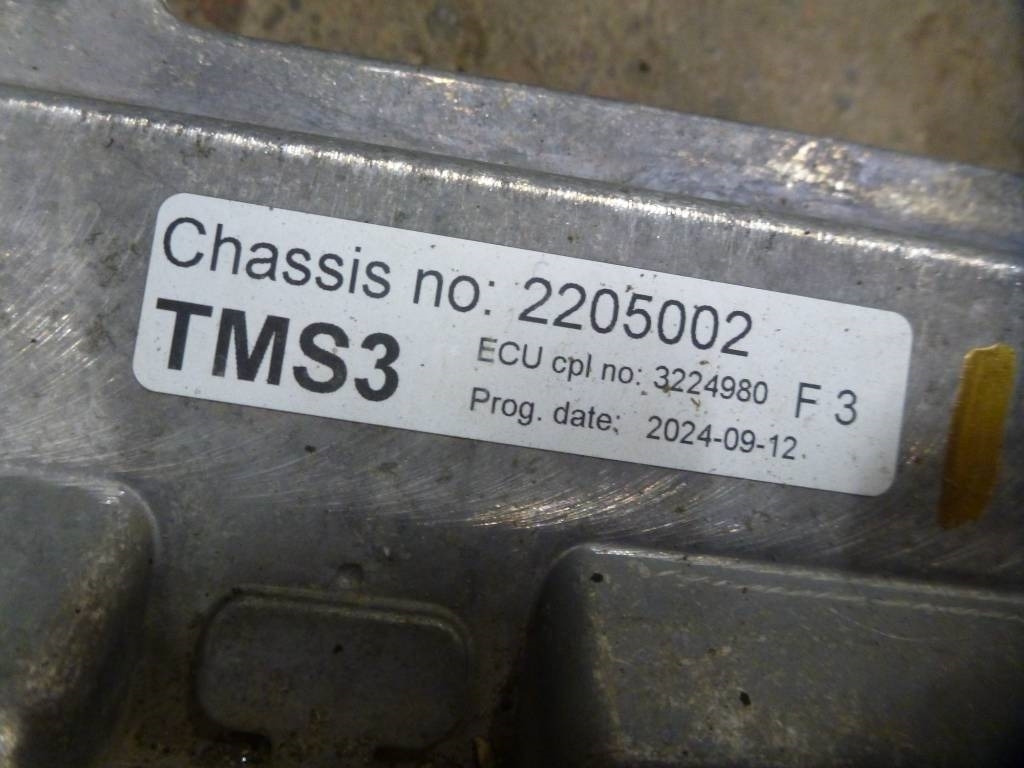 Chassis no: 2205002
TMS3
ECU cpl no: 3224980 F 3
Prog. date: 2024-09-12